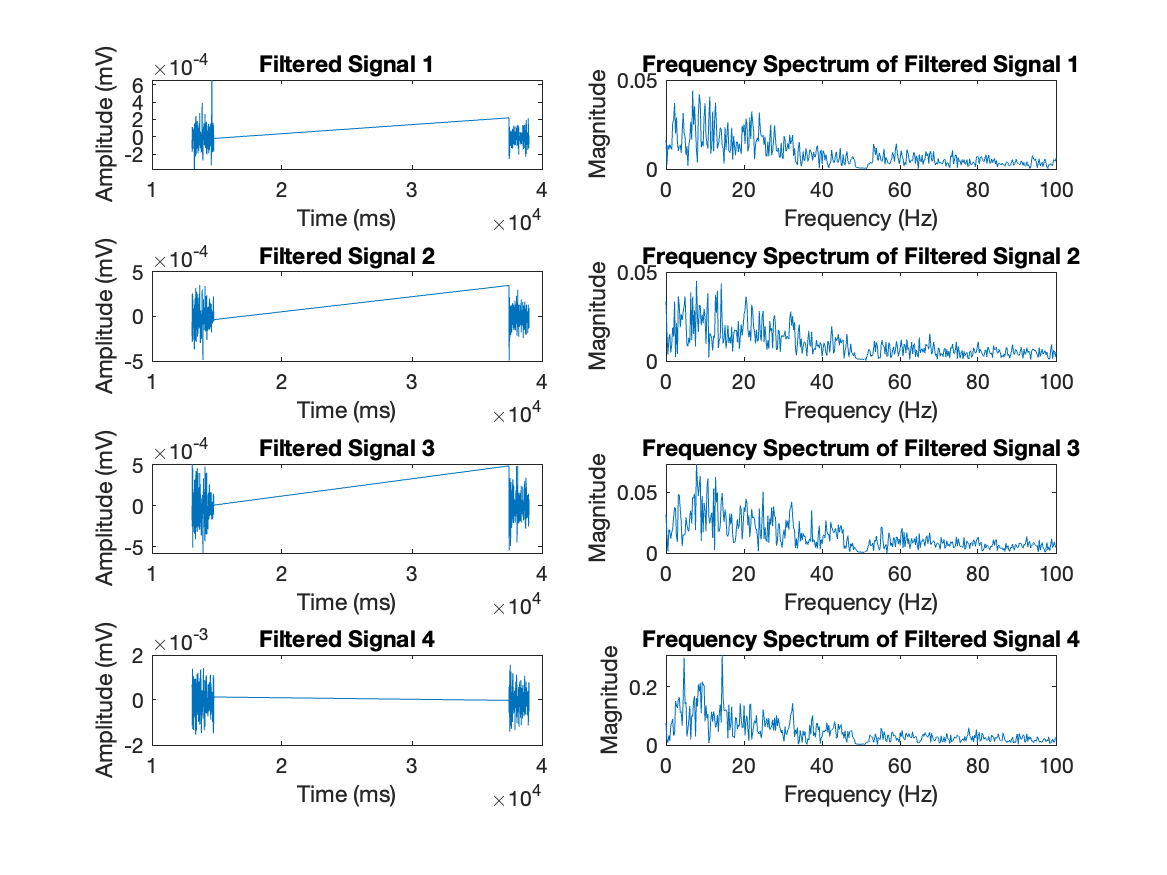 Filtered Signal 1
×10⁻⁴
Amplitude (mV)
6
4
2
0
-2
1 2 3 4
×10⁴
Time (ms)
Frequency Spectrum of Filtered Signal 1
Magnitude
0.05
0
0 20 40 60 80 100
Frequency (Hz)
Filtered Signal 2
×10⁻⁴
Amplitude (mV)
5
0
-5
1 2 3 4
×10⁴
Time (ms)
Frequency Spectrum of Filtered Signal 2
Magnitude
0.05
0
0 20 40 60 80 100
Frequency (Hz)
Filtered Signal 3
×10⁻⁴
Amplitude (mV)
5
0
-5
1 2 3 4
×10⁴
Time (ms)
Frequency Spectrum of Filtered Signal 3
Magnitude
0.05
0
0 20 40 60 80 100
Frequency (Hz)
Filtered Signal 4
×10⁻³
Amplitude (mV)
2
0
-2
1 2 3 4
×10⁴
Time (ms)
Frequency Spectrum of Filtered Signal 4
Magnitude
0.2
0
0 20 40 60 80 100
Frequency (Hz)